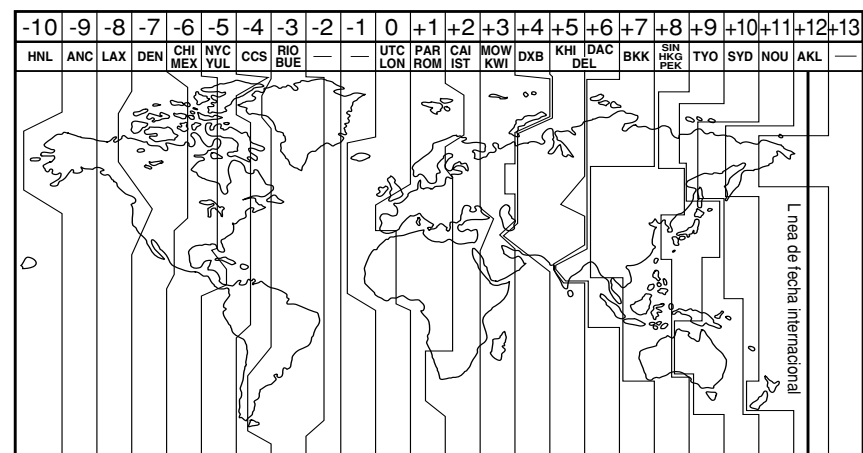 -10 -9 -8 -7 -6 -5 -4 -3 -2 -1 0 +1 +2 +3 +4 +5 +6 +7 +8 +9 +10 +11 +12 +13
HNL ANC LAX DEN CHI MEX NYC YUL CCS RIO BUE — — UTC LON PAR ROM CAI IST MOW KWI DXB KHI DEL DAC BKK SIN HKG PEK TYO SYD NOU AKL —
L nea de fecha internacional